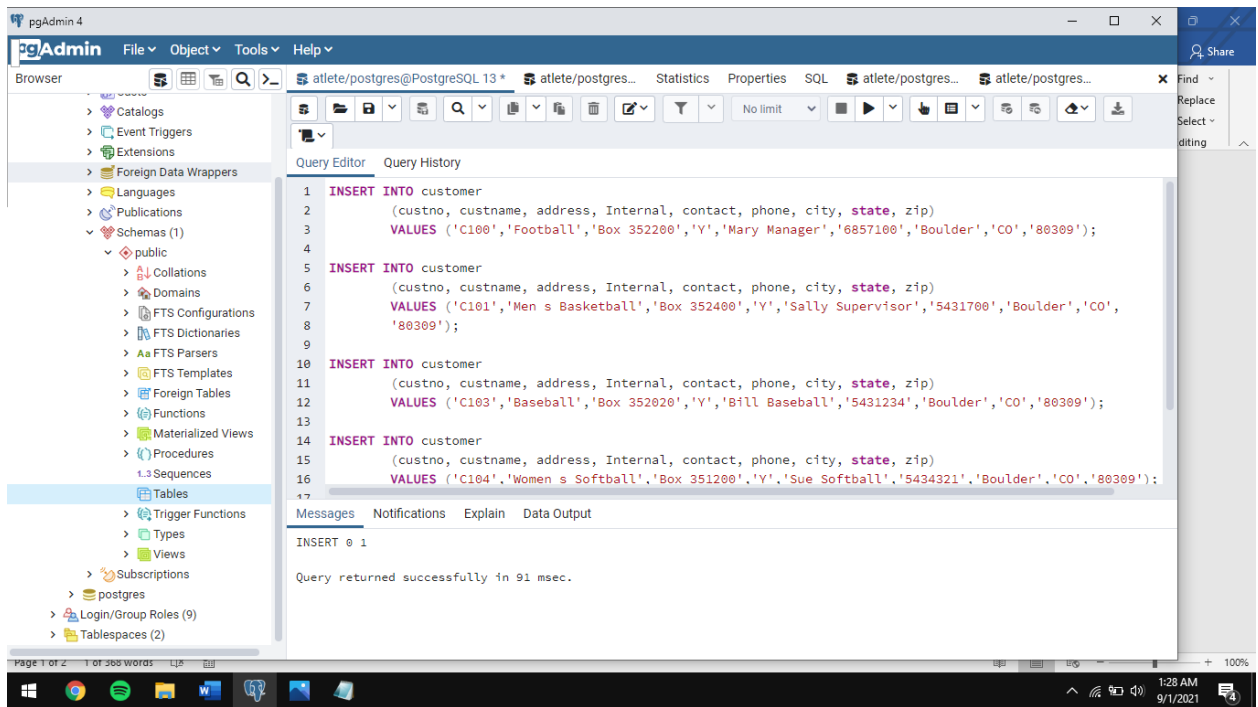 pgAdmin 4
pgAdmin File Object Tools Help
Share
Browser
atlete/postgres@PostgreSQL 13 * atlete/postgres... Statistics Properties SQL atlete/postgres... atlete/postgres...
Find
Replace
Select
diting
No limit
Catalogs
Event Triggers
Extensions
Foreign Data Wrappers
Languages
Publications
Schemas (1)
public
Collations
Domains
FTS Configurations
FTS Dictionaries
Aa FTS Parsers
FTS Templates
Foreign Tables
Functions
Materialized Views
Procedures
1..3 Sequences
Tables
Trigger Functions
Types
Views
Subscriptions
postgres
Login/Group Roles (9)
Tablespaces (2)
Query Editor Query History
1 INSERT INTO customer
2 (custno, custname, address, Internal, contact, phone, city, state, zip)
3 VALUES ('C100','Football','Box 352200','Y','Mary Manager','6857100','Boulder','CO','80309');
4
5 INSERT INTO customer
6 (custno, custname, address, Internal, contact, phone, city, state, zip)
7 VALUES ('C101','Men s Basketball','Box 352400','Y','Sally Supervisor','5431700','Boulder','CO',
8 '80309');
9
10 INSERT INTO customer
11 (custno, custname, address, Internal, contact, phone, city, state, zip)
12 VALUES ('C103','Baseball','Box 352020','Y','Bill Baseball','5431234','Boulder','CO','80309');
13
14 INSERT INTO customer
15 (custno, custname, address, Internal, contact, phone, city, state, zip)
16 VALUES ('C104','Women s Softball','Box 351200','Y','Sue Softball','5434321','Boulder','CO','80309');
17
Messages Notifications Explain Data Output
INSERT 0 1
Query returned successfully in 91 msec.
Page 1 of 2 1 of 368 words
100%
1:28 AM
9/1/2021
4